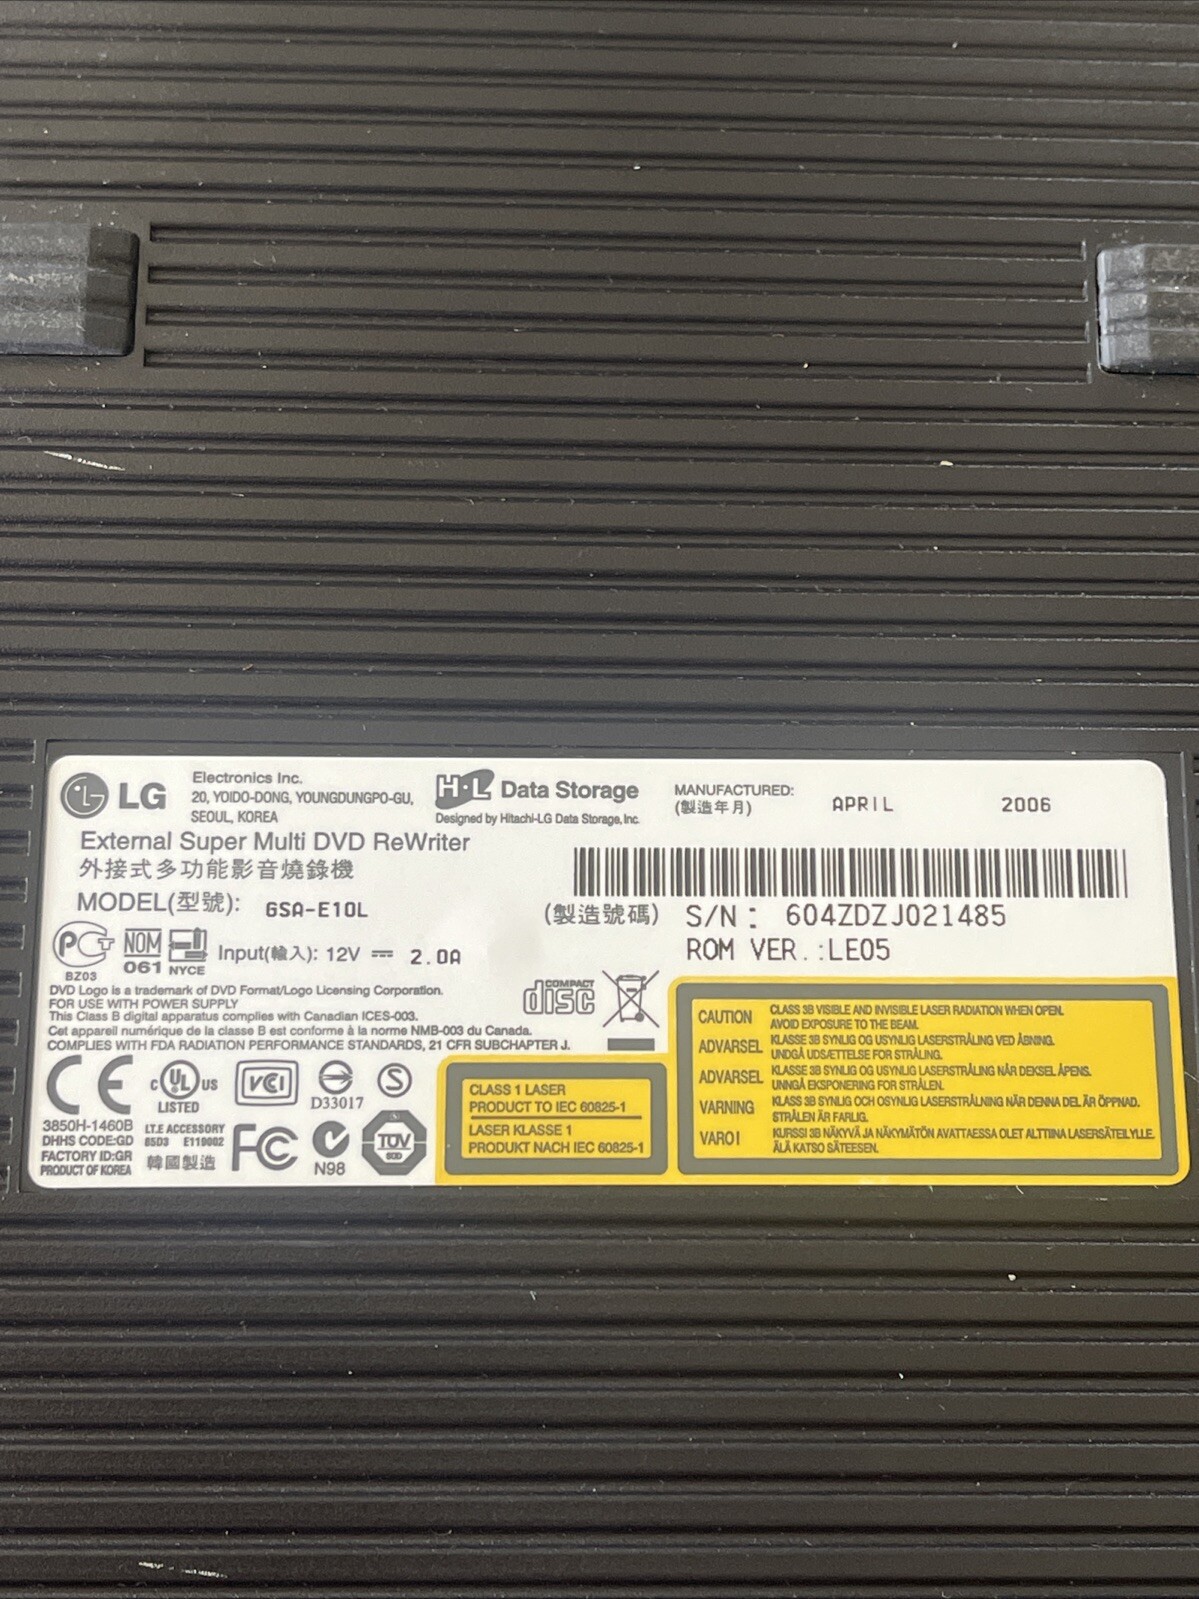 LG Electronics Inc.
20, YOIDO-DONG, YOUNGDUNGPO-GU,
SEOUL, KOREA
H·L Data Storage
Designed by Hitachi-LG Data Storage, Inc.
MANUFACTURED: APRIL 2006
(製造年月)
External Super Multi DVD ReWriter
外接式多功能影音燒錄機
MODEL(型號): GSA-E10L
(製造號碼) S/N: 604ZDZJ021485
ROM VER.:LE05
PCT NOM NYCE
BZ03 061
Input(輸入): 12V 2.0A
DVD Logo is a trademark of DVD Format/Logo Licensing Corporation.
FOR USE WITH POWER SUPPLY
This Class B digital apparatus complies with Canadian ICES-003.
Cet appareil numérique de la classe B est conforme à la norme NMB-003 du Canada.
COMPLIES WITH FDA RADIATION PERFORMANCE STANDARDS, 21 CFR SUBCHAPTER J.
COMPACT
disc
CE
3850H-1460B
DHHS CODE:GD
FACTORY ID:GR
PRODUCT OF KOREA
c UL US
LISTED
I.T.E ACCESSORY
65D3 E119002
韓國製造
VCI
D33017
S
FC
N98
TÜV
CLASS 1 LASER
PRODUCT TO IEC 60825-1
LASER KLASSE 1
PRODUKT NACH IEC 60825-1
CAUTION CLASS 3B VISIBLE AND INVISIBLE LASER RADIATION WHEN OPEN.
AVOID EXPOSURE TO THE BEAM.
ADVARSEL KLASSE 3B SYNLIG OG USYNLIG LASERSTRÅLING VED ÅBNING.
UNDGÅ UDSÆTTELSE FOR STRÅLING.
ADVARSEL KLASSE 3B SYNLIG OG USYNLIG LASERSTRÅLING NÅR DEKSEL ÅPENS.
UNNGÅ EKSPONERING FOR STRÅLEN.
VARNING KLASS 3B SYNLIG OCH OSYNLIG LASERSTRÅLNING NÄR DENNA DEL ÄR ÖPPNAD.
STRÅLEN ÄR FARLIG.
VARO! KURSSI 3B NÄKYVÄ JA NÄKYMÄTÖN AVATTAESSA OLET ALTTIINA LASERSÄTEILYLLE.
ÄLÄ KATSO SÄTEESEN.